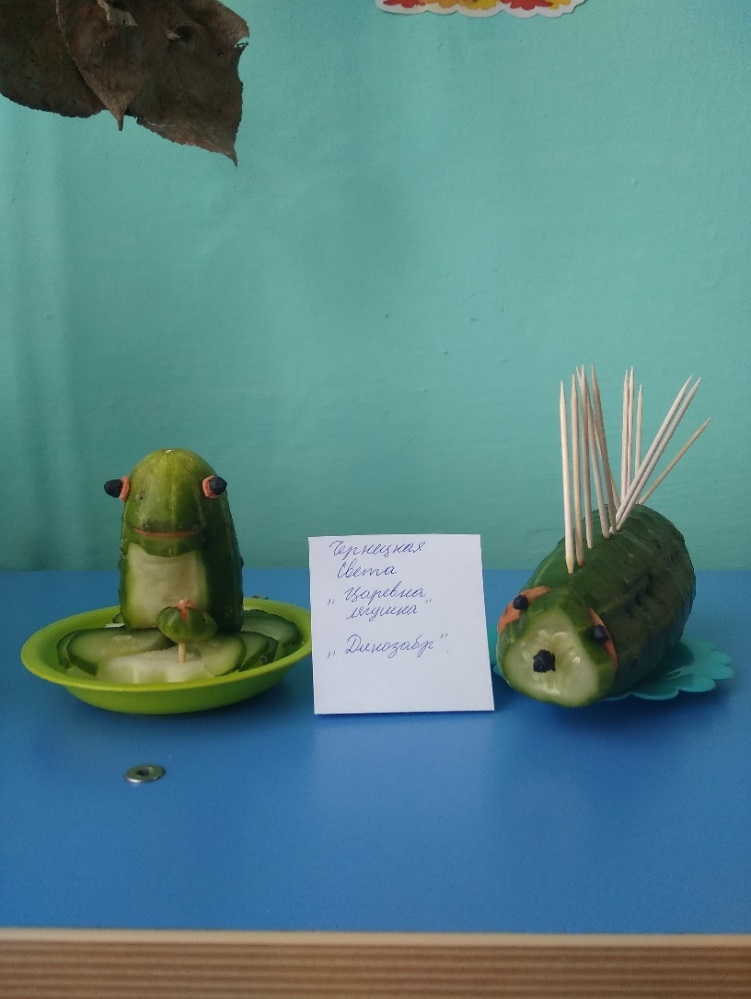 Чернецкая
Света
„Царевна
лягушка"
„Динозавр".